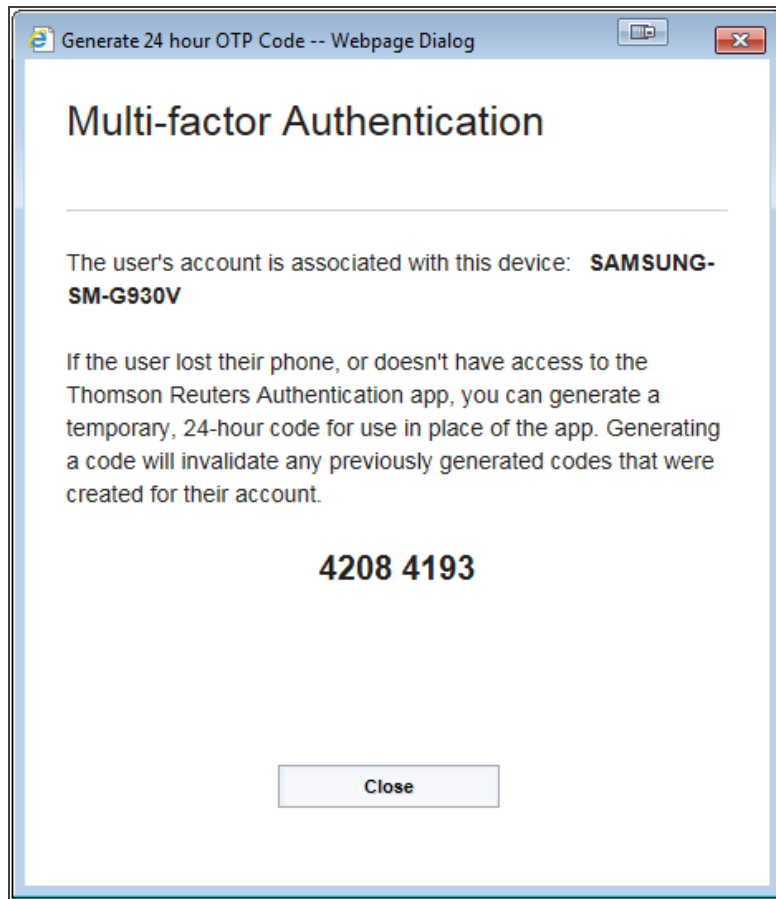 Generate 24 hour OTP Code -- Webpage Dialog
Multi-factor Authentication
The user's account is associated with this device: SAMSUNG-
SM-G930V
If the user lost their phone, or doesn't have access to the
Thomson Reuters Authentication app, you can generate a
temporary, 24-hour code for use in place of the app. Generating
a code will invalidate any previously generated codes that were
created for their account.
4208 4193
Close